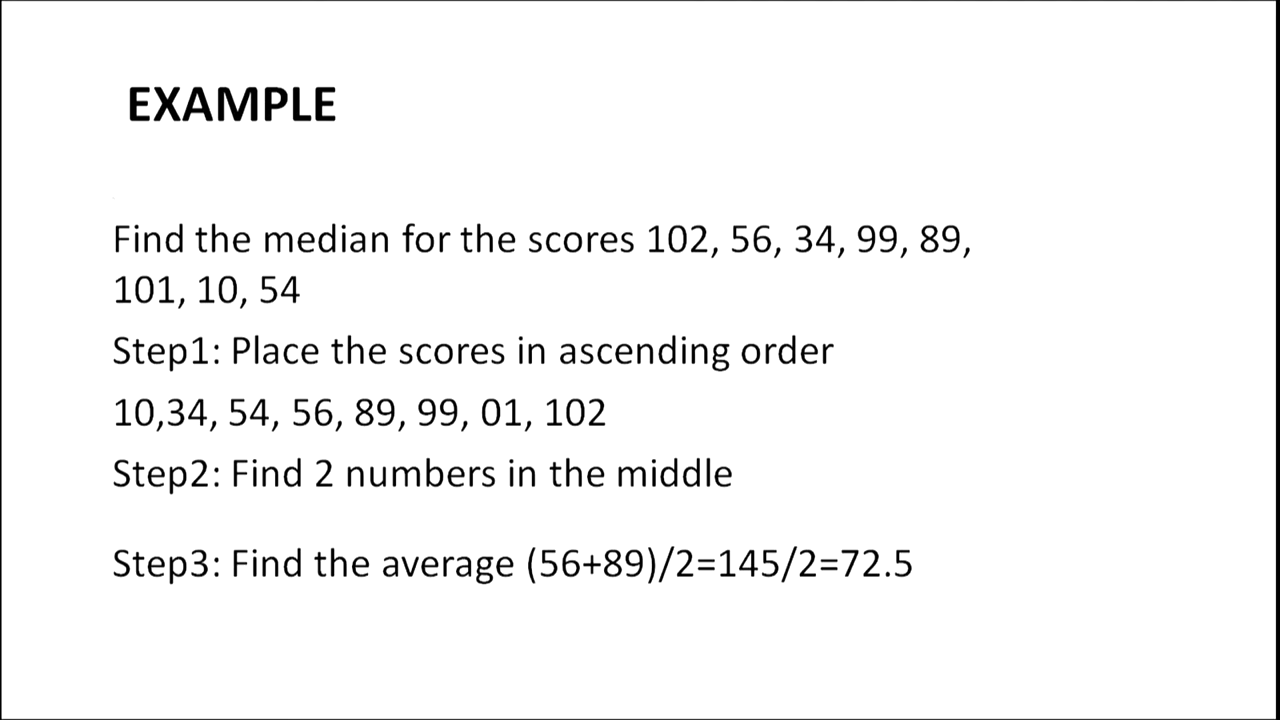 EXAMPLE
Find the median for the scores 102, 56, 34, 99, 89,
101, 10, 54
Step1: Place the scores in ascending order
10,34, 54, 56, 89, 99, 01, 102
Step2: Find 2 numbers in the middle
Step3: Find the average (56+89)/2=145/2=72.5